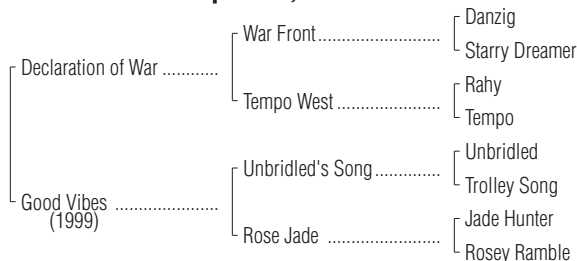 Danzig
War Front
Starry Dreamer
Declaration of War
Rahy
Tempo West
Tempo
Unbridled
Unbridled's Song
Trolley Song
Good Vibes
(1999)
Jade Hunter
Rose Jade
Rosey Ramble